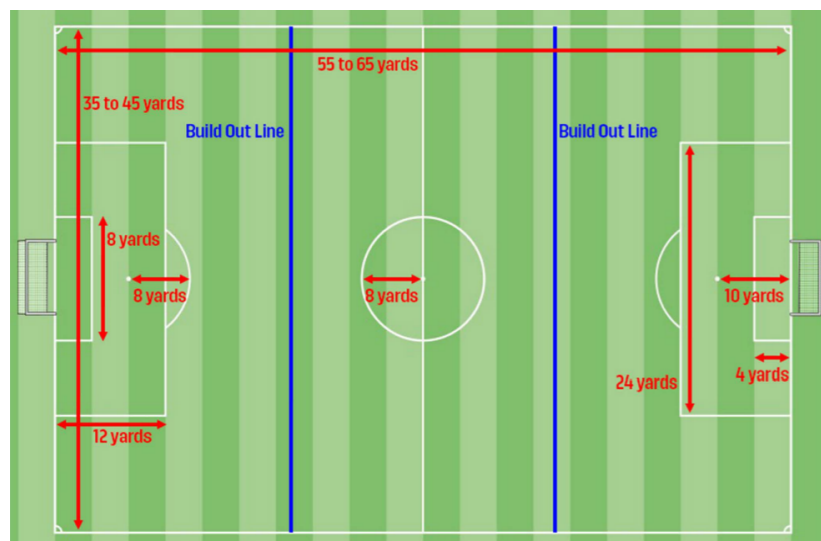 55 to 65 yards
35 to 45 yards
Build Out Line
Build Out Line
8 yards
8 yards
8 yards
10 yards
4 yards
24 yards
12 yards